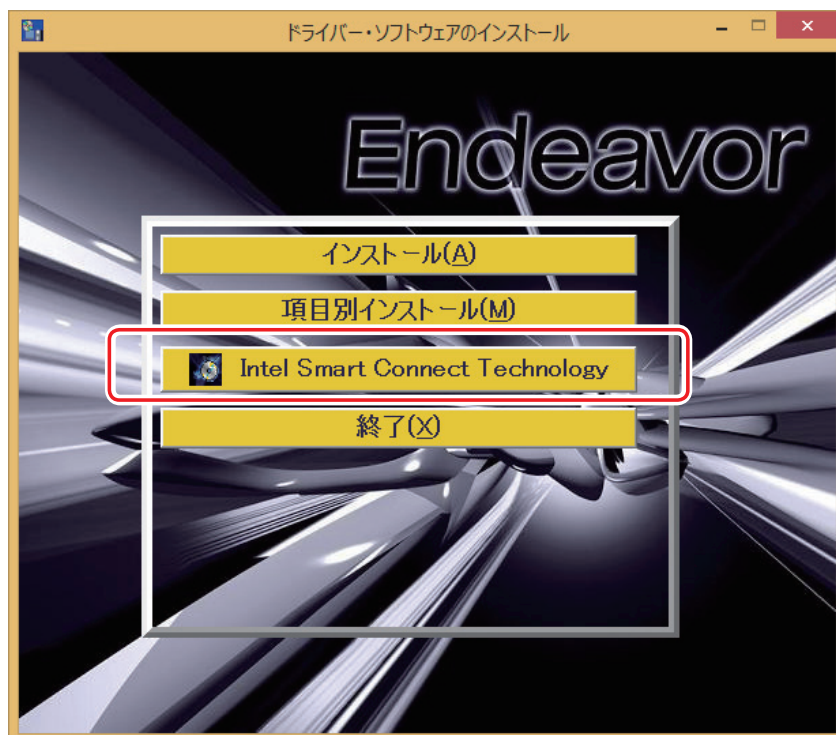 ドライバー・ソフトウェアのインストール
Endeavor
インストール(A)
項目別インストール(M)
Intel Smart Connect Technology
終了(X)